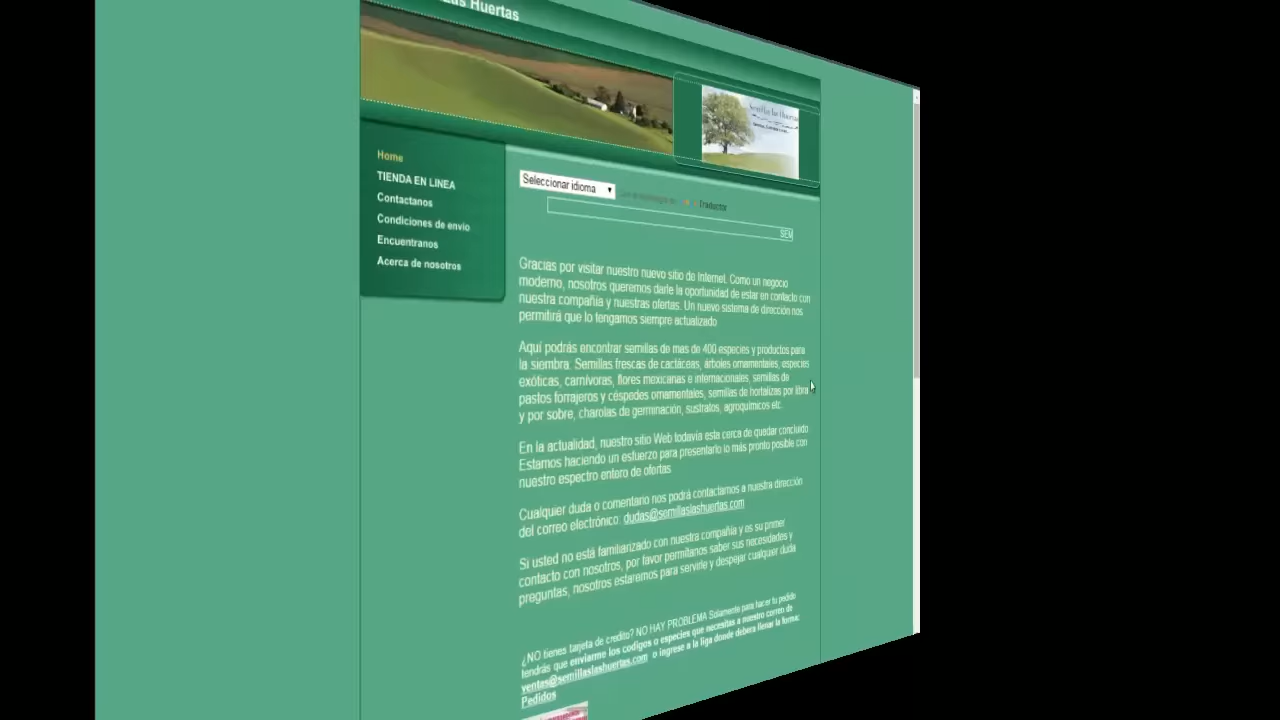 Las Huertas
Home
TIENDA EN LINEA
Contactanos
Condiciones de envio
Encuentranos
Acerca de nosotros
Semillas las Huertas
Seleccionar idioma
Traductor
SEM
Gracias por visitar nuestro nuevo sitio de Internet. Como un negocio
moderno, nosotros queremos darle la oportunidad de estar en contacto con
nuestra compañía y nuestras ofertas. Un nuevo sistema de dirección nos
permitirá que lo tengamos siempre actualizado
Aquí podrás encontrar semillas de mas de 400 especies y productos para
la siembra. Semillas frescas de cactáceas, árboles ornamentales, especies
exóticas, carnívoras, flores mexicanas e internacionales, semillas de
pastos forrajeros y céspedes ornamentales, semillas de hortalizas por libra
y por sobre, charolas de germinación, sustratos, agroquímicos etc.
En la actualidad, nuestro sitio Web todavía esta cerca de quedar concluido
Estamos haciendo un esfuerzo para presentarlo lo más pronto posible con
nuestro espectro entero de ofertas
Cualquier duda o comentario nos podrá contactarnos a nuestra dirección
del correo electrónico: dudas@semillaslashuertas.com
Si usted no está familiarizado con nuestra compañía y es su primer
contacto con nosotros, por favor permítanos saber sus necesidades y
preguntas, nosotros estaremos para servirle y despejar cualquier duda
¿NO tienes tarjeta de credito? NO HAY PROBLEMA Solamente para hacer tu pedido
tendrás que enviarme los codigos o especies que necesitas a nuestro correo de
ventas@semillaslashuertas.com o ingrese a la liga donde debera llenar la forma:
Pedidos